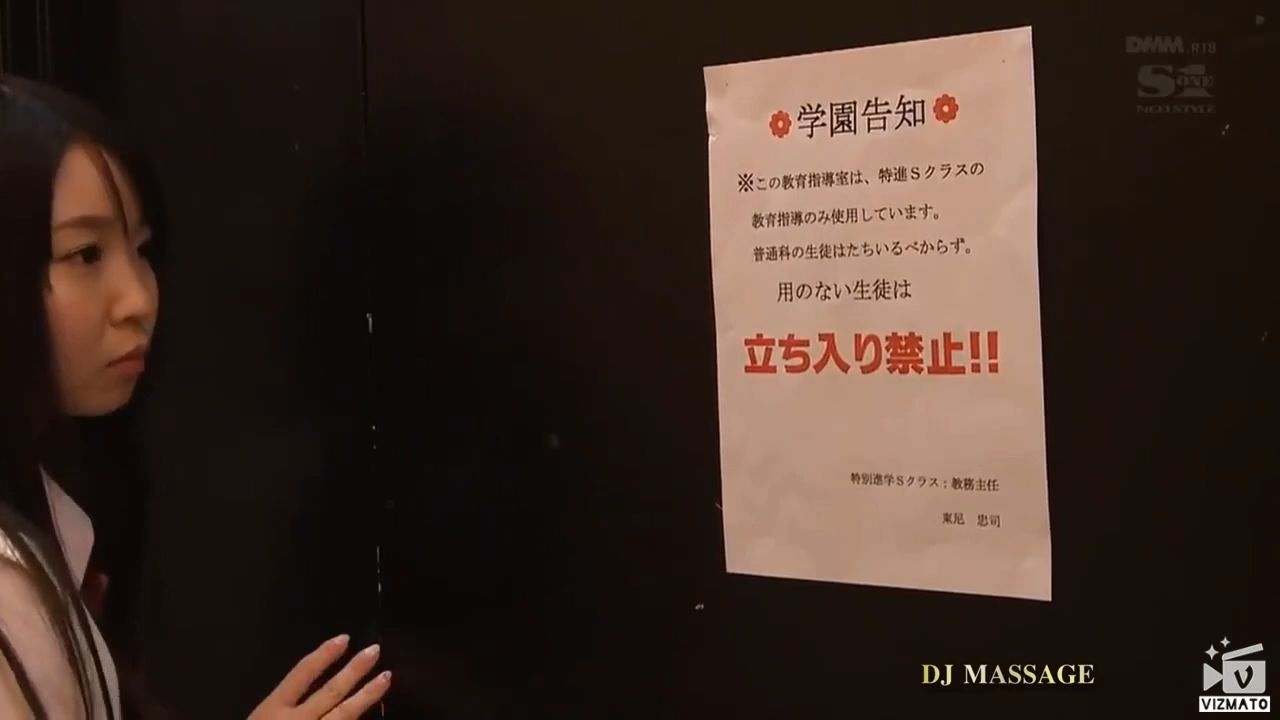 DMM.R18
S1
ONE
NO.1 STYLE
学園告知
※この教育指導室は、特進Sクラスの
教育指導のみ使用しています。
普通科の生徒はたちいるべからず。
用のない生徒は
立ち入り禁止!!
特別進学Sクラス：教務主任
東尾 忠司
DJ MASSAGE
V
VIZMATO